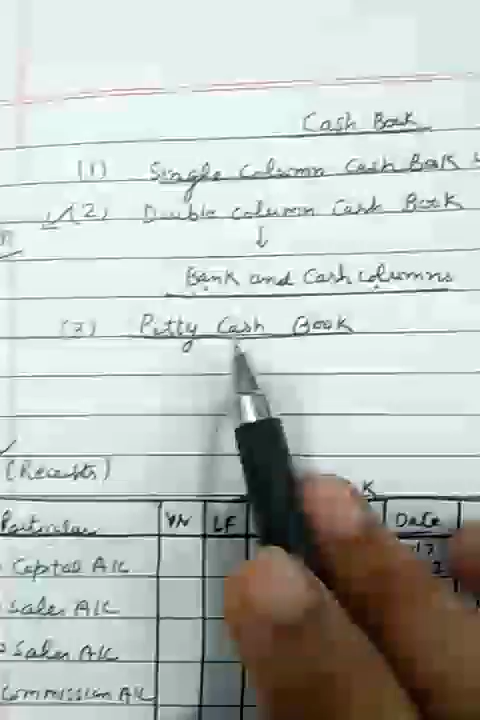 Cash Book
(1) Single Column Cash Book
(2) Double Column Cash Book
↓
Bank and Cash columns
(3) Petty Cash Book
(Receipts)
K
Particulars VN LF Date
Capital A/C
Sales A/C
Sales A/C
Commission A/C